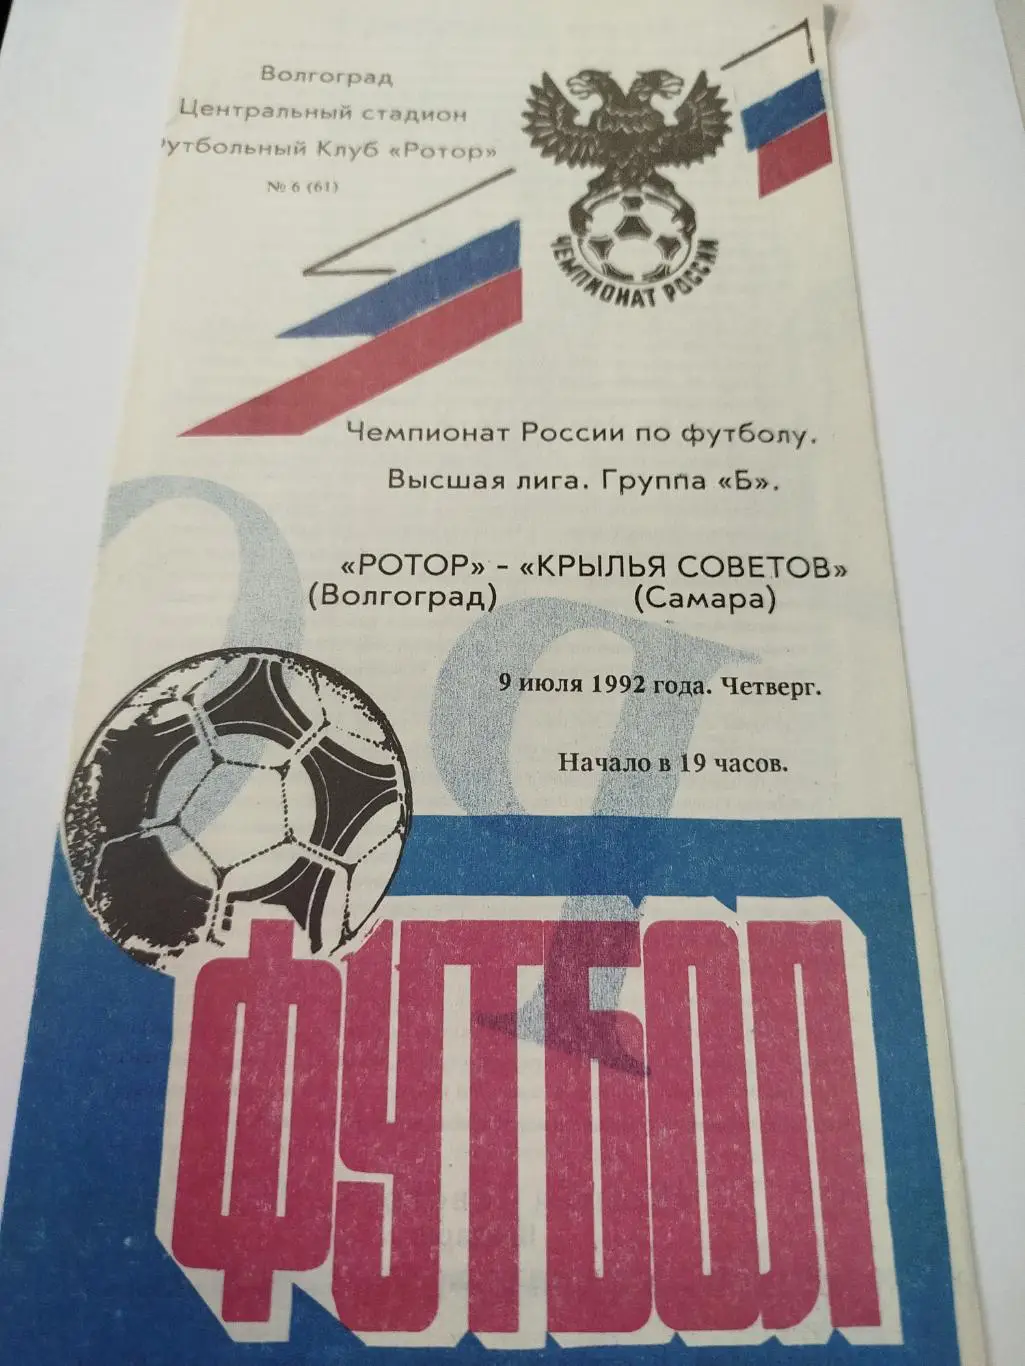 Волгоград
Центральный стадион
Футбольный Клуб «Ротор»
№ 6 (61)
ЧЕМПИОНАТ РОССИИ
Чемпионат России по футболу.
Высшая лига. Группа «Б».
«РОТОР» - «КРЫЛЬЯ СОВЕТОВ»
(Волгоград) (Самара)
9 июля 1992 года. Четверг.
Начало в 19 часов.
ФУТБОЛ